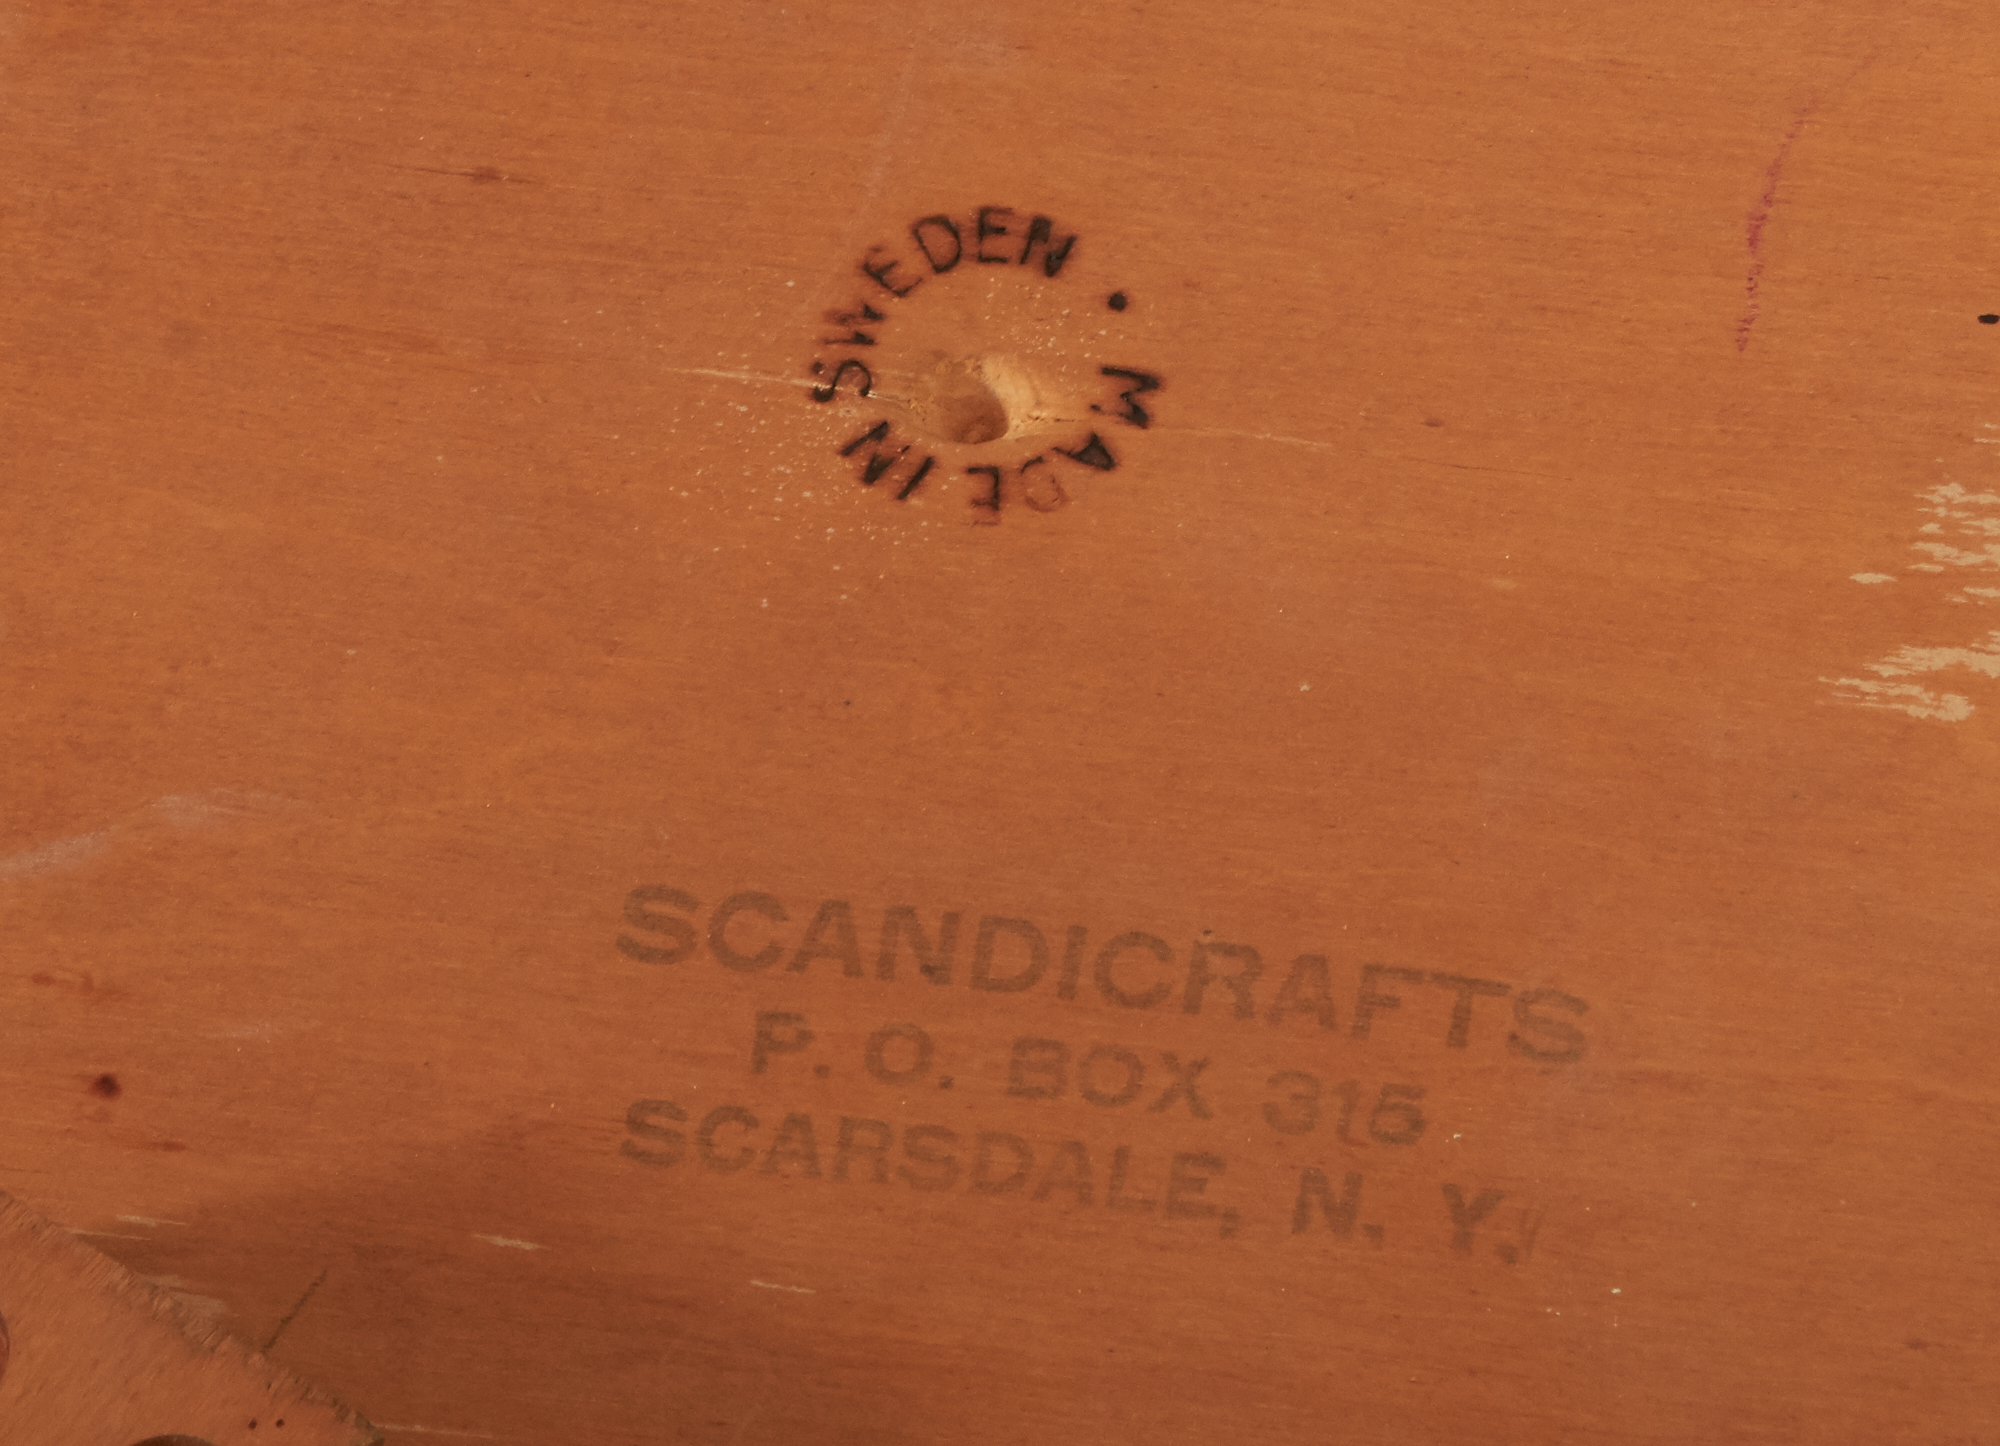 MADE IN SWEDEN •
SCANDICRAFTS
P. O. BOX 315
SCARSDALE, N. Y.